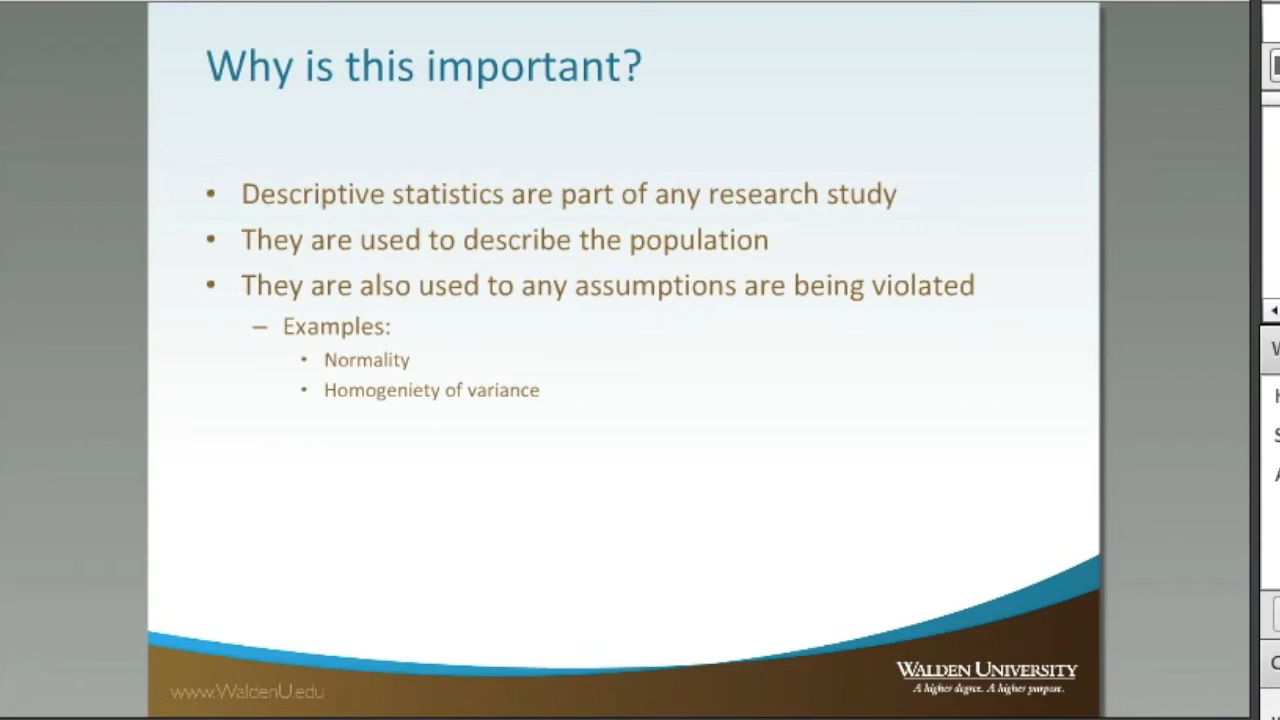 Why is this important?
• Descriptive statistics are part of any research study
• They are used to describe the population
• They are also used to any assumptions are being violated
– Examples:
• Normality
• Homogeniety of variance
www.WaldenU.edu
WALDEN UNIVERSITY
A higher degree. A higher purpose.